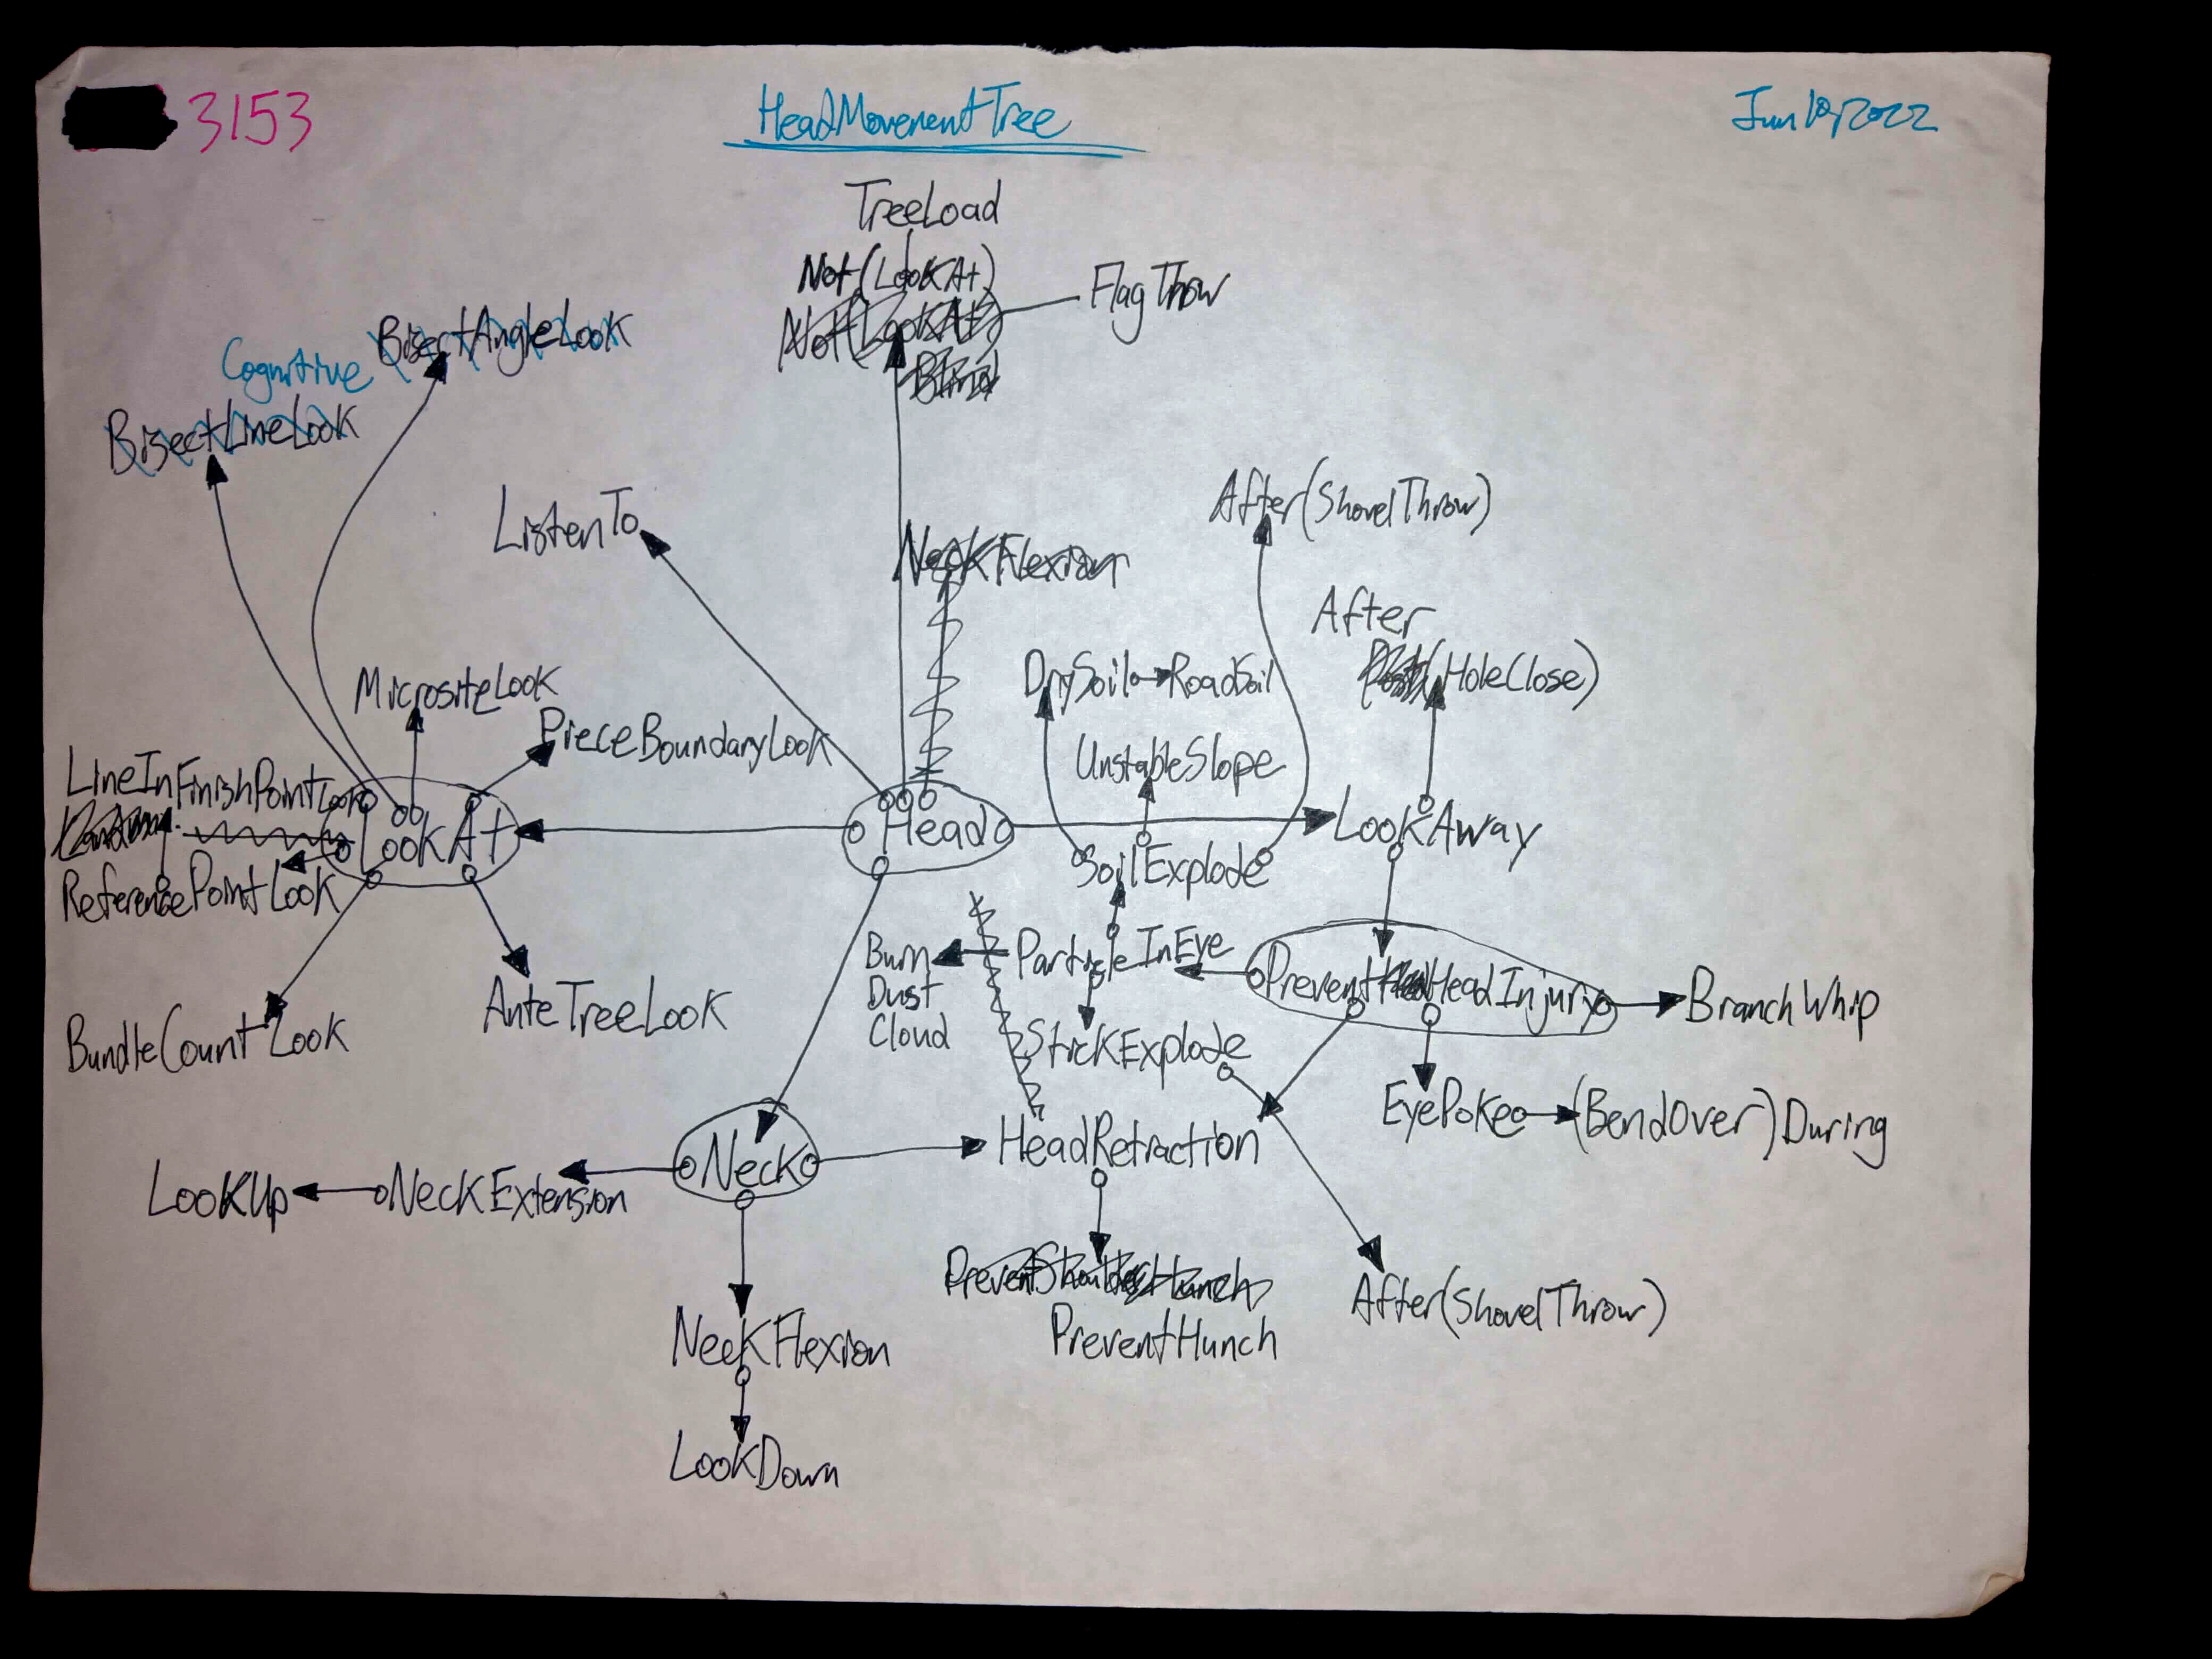 3153
HeadMovementTree
Jun 10, 2022
TreeLoad
Not(LookAt)
Not(LookAt)
Blind
FlagThrow
Cognitive
BisectAngleLook
BisectLineLook
ListenTo
NeckFlexion
After(ShovelThrow)
After
(HoleClose)
DrySoil
RoadSoil
MicrositeLook
PieceBoundaryLook
UnstableSlope
LineInFinishPointLook
LookAt
Head
LookAway
SoilExplode
ReferencePointLook
Burn
Dust
Cloud
ParticleInEye
PreventHeadInjury
BranchWhip
AnteTreeLook
BundleCountLook
StickExplode
EyePoke
(BendOver)During
Neck
HeadRetraction
LookUp
NeckExtension
PreventShoulderHunch
PreventHunch
After(ShovelThrow)
NeckFlexion
LookDown